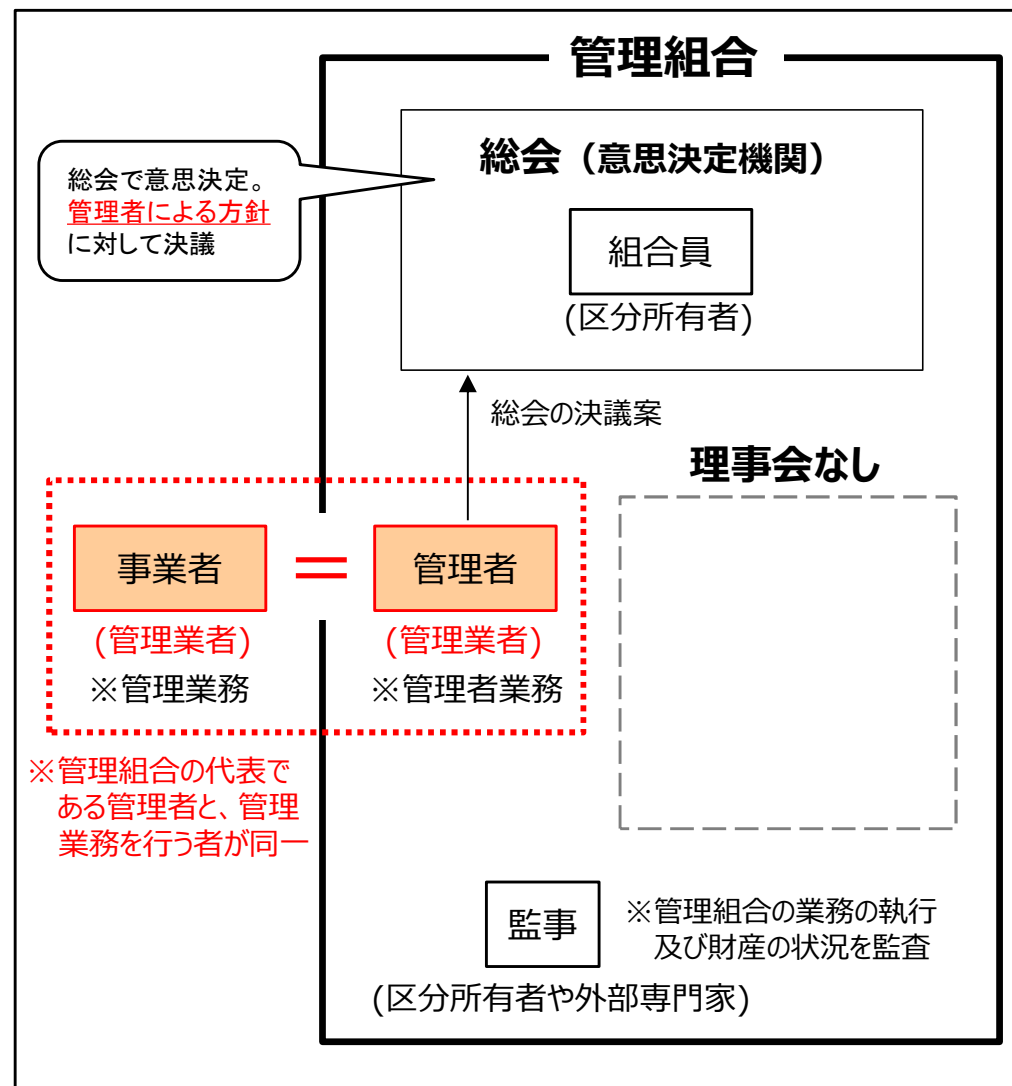 管理組合
総会（意思決定機関）
総会で意思決定。
管理者による方針
に対して決議
組合員
(区分所有者)
総会の決議案
理事会なし
事業者
＝
管理者
(管理業者)
(管理業者)
※管理業務
※管理者業務
※管理組合の代表で
ある管理者と、管理
業務を行う者が同一
監事
※管理組合の業務の執行
及び財産の状況を監査
(区分所有者や外部専門家)